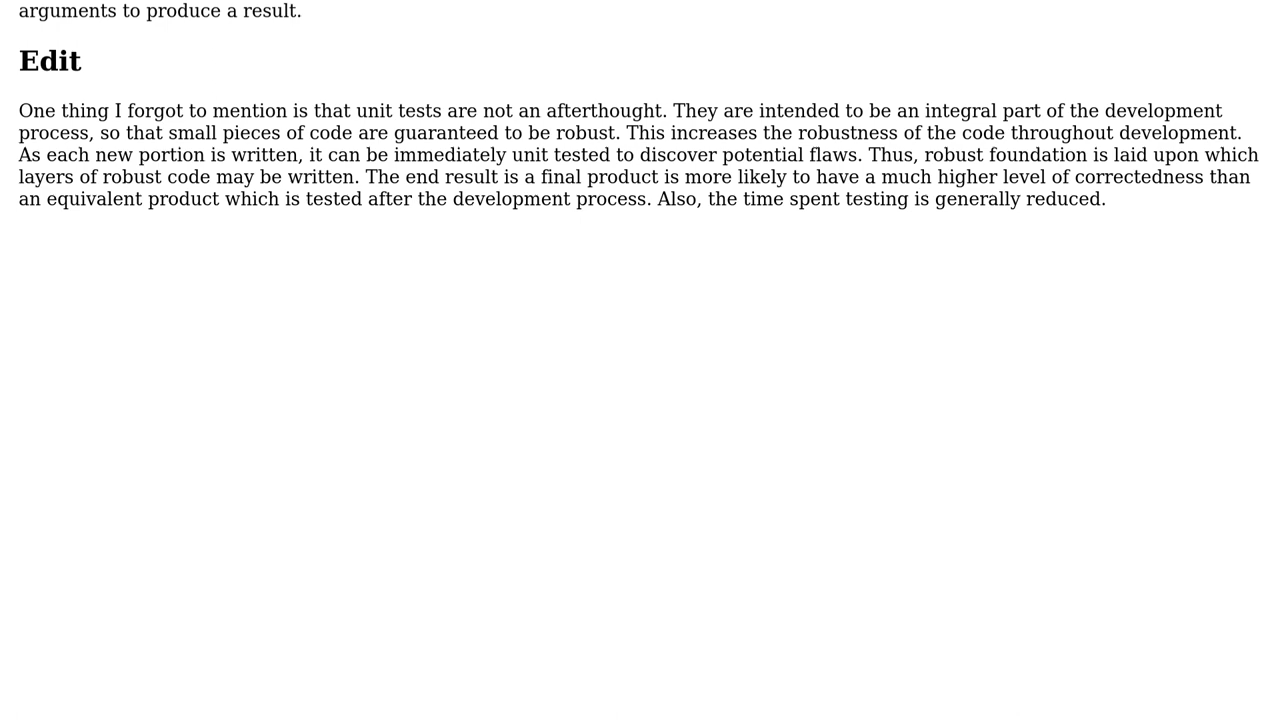 arguments to produce a result.
Edit
One thing I forgot to mention is that unit tests are not an afterthought. They are intended to be an integral part of the development
process, so that small pieces of code are guaranteed to be robust. This increases the robustness of the code throughout development.
As each new portion is written, it can be immediately unit tested to discover potential flaws. Thus, robust foundation is laid upon which
layers of robust code may be written. The end result is a final product is more likely to have a much higher level of correctedness than
an equivalent product which is tested after the development process. Also, the time spent testing is generally reduced.